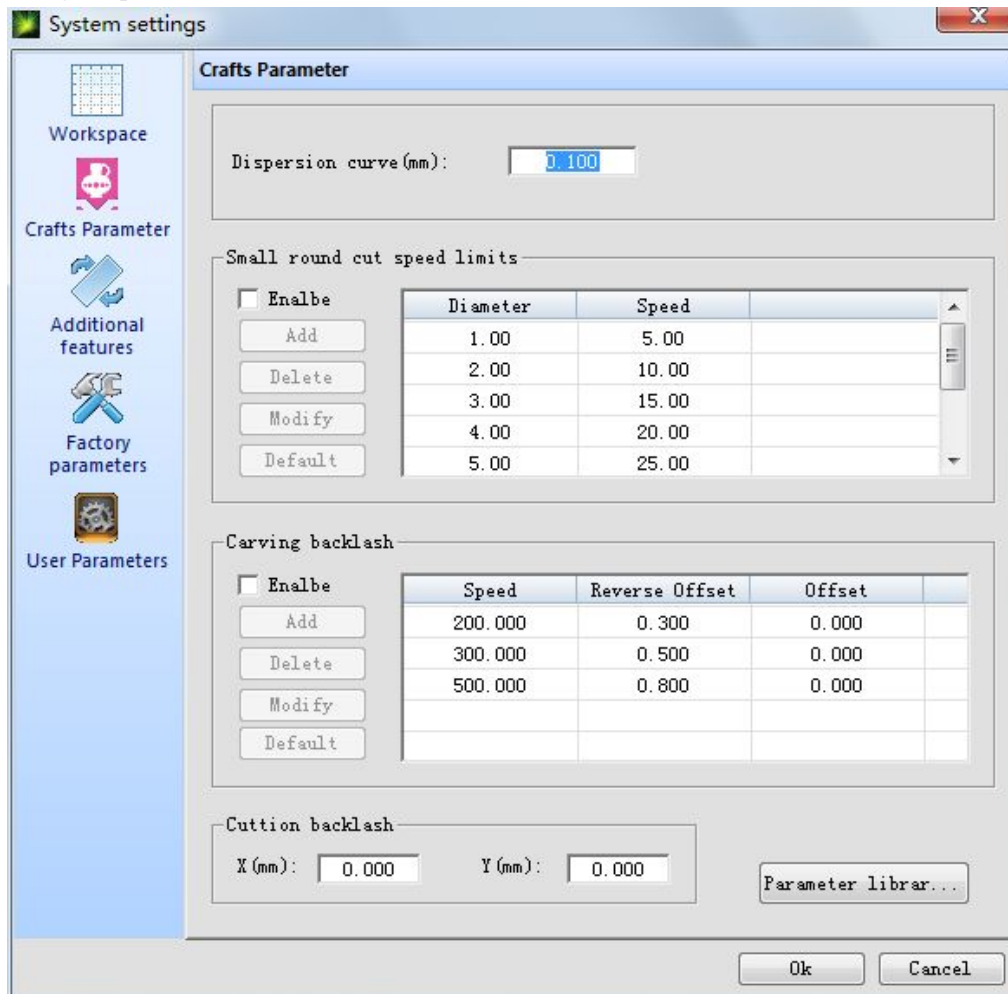 System settings
X
Workspace
Crafts Parameter
Additional
features
Factory
parameters
User Parameters
Crafts Parameter
Dispersion curve(mm): 0.100
Small round cut speed limits
Enalbe
Add
Delete
Modify
Default
Diameter Speed
1.00 5.00
2.00 10.00
3.00 15.00
4.00 20.00
5.00 25.00
Carving backlash
Enalbe
Add
Delete
Modify
Default
Speed Reverse Offset Offset
200.000 0.300 0.000
300.000 0.500 0.000
500.000 0.800 0.000
Cuttion backlash
X(mm): 0.000 Y(mm): 0.000
Parameter librar...
Ok Cancel